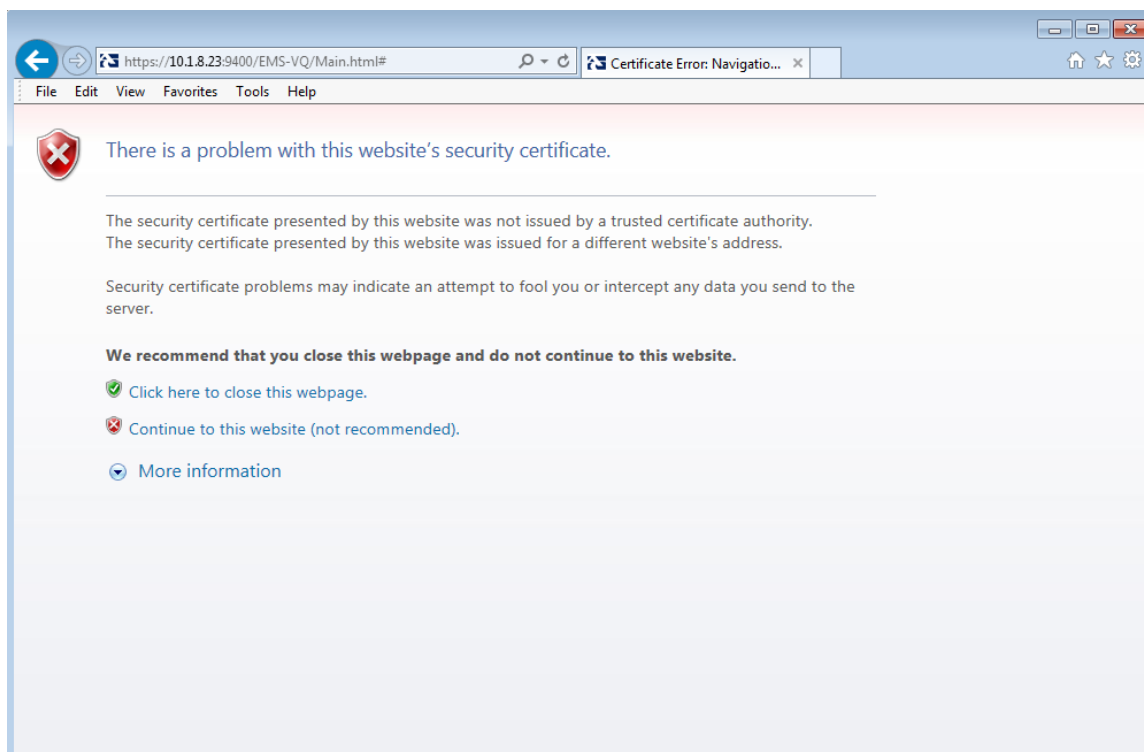 https://10.1.8.23:9400/EMS-VQ/Main.html#
Certificate Error: Navigatio...
File Edit View Favorites Tools Help
There is a problem with this website's security certificate.
The security certificate presented by this website was not issued by a trusted certificate authority.
The security certificate presented by this website was issued for a different website's address.
Security certificate problems may indicate an attempt to fool you or intercept any data you send to the
server.
We recommend that you close this webpage and do not continue to this website.
Click here to close this webpage.
Continue to this website (not recommended).
More information